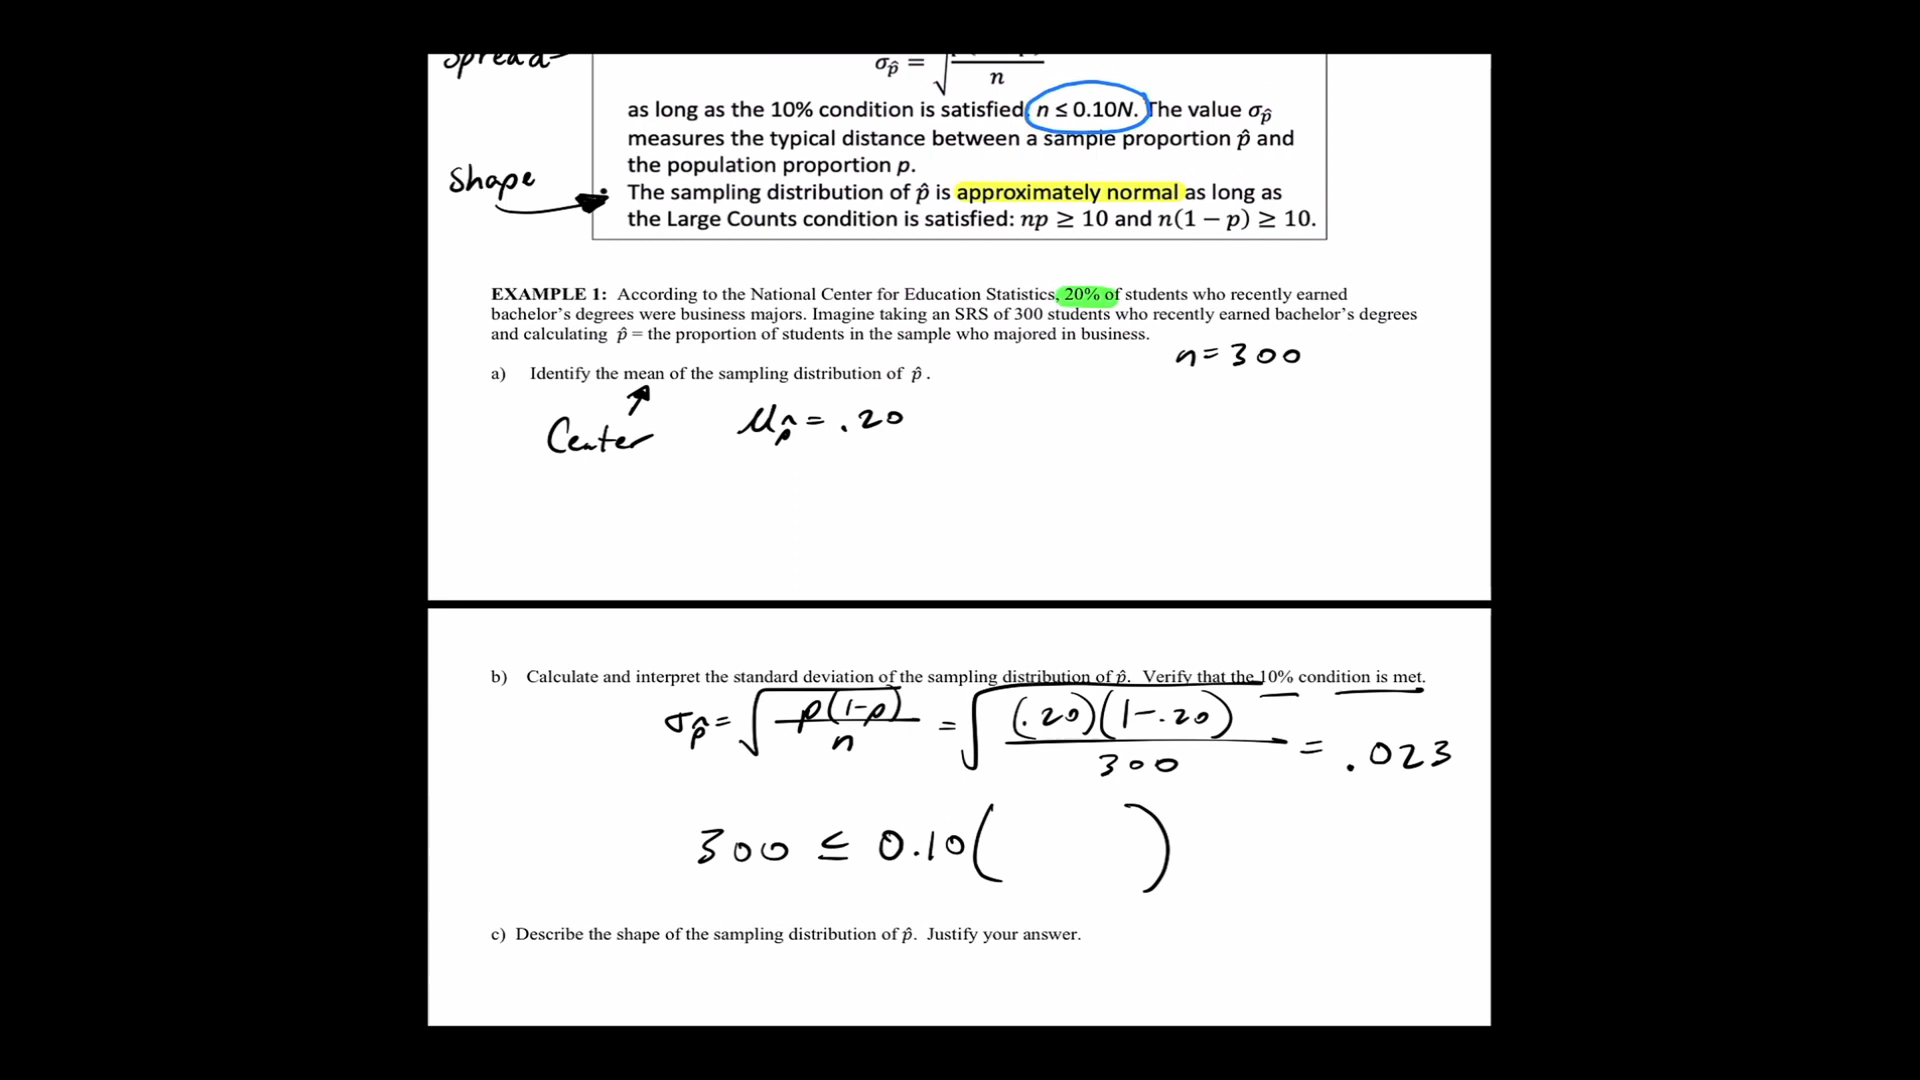 Spread
σp̂ = √ n
as long as the 10% condition is satisfied, n ≤ 0.10N. The value σp̂
measures the typical distance between a sample proportion p̂ and
the population proportion p.
Shape
• The sampling distribution of p̂ is approximately normal as long as
the Large Counts condition is satisfied: np ≥ 10 and n(1 − p) ≥ 10.
EXAMPLE 1: According to the National Center for Education Statistics, 20% of students who recently earned
bachelor's degrees were business majors. Imagine taking an SRS of 300 students who recently earned bachelor's degrees
and calculating p̂ = the proportion of students in the sample who majored in business.
n = 300
a) Identify the mean of the sampling distribution of p̂.
Center μp̂ = .20
b) Calculate and interpret the standard deviation of the sampling distribution of p̂. Verify that the 10% condition is met.
σp̂ = √ p(1-p) / n = √ (.20)(1-.20) / 300 = .023
300 ≤ 0.10( )
c) Describe the shape of the sampling distribution of p̂. Justify your answer.